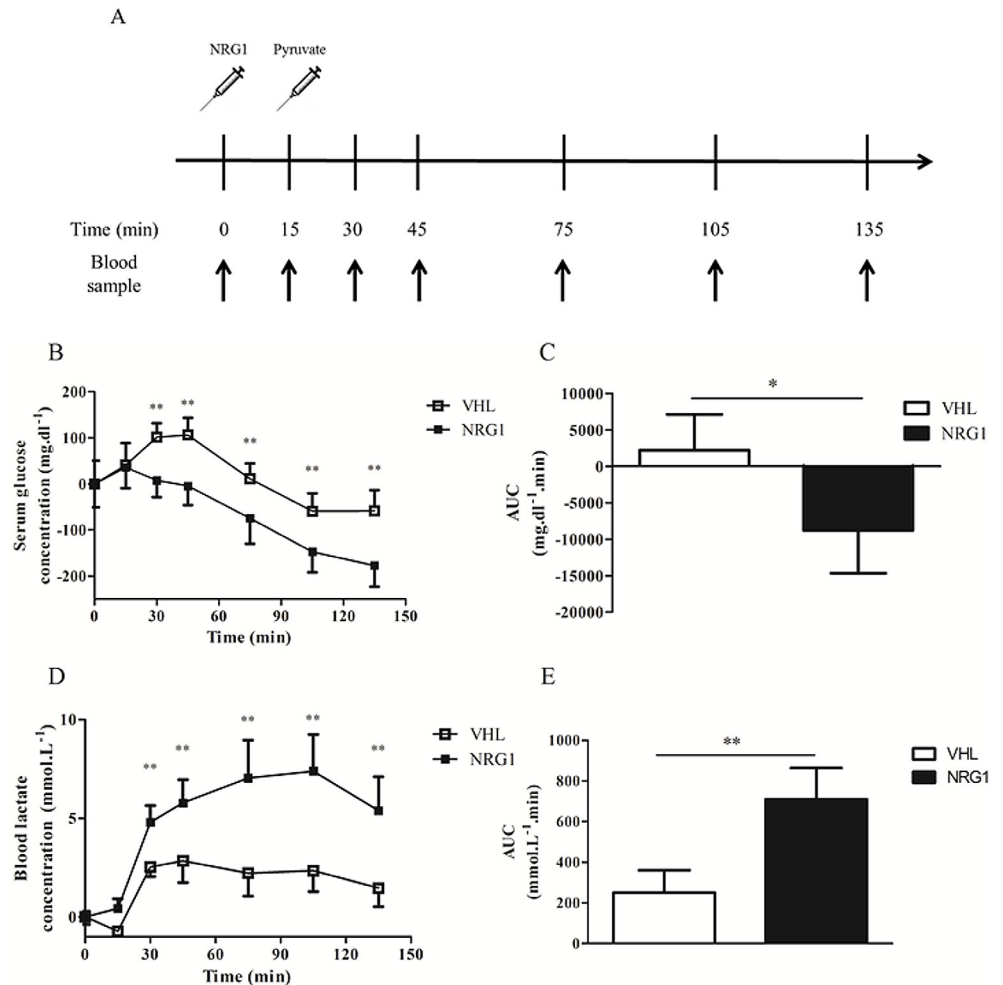 A
NRG1 Pyruvate
Time (min) 0 15 30 45 75 105 135
Blood
sample
B
Serum glucose
concentration (mg.dl⁻¹)
200
100
0
-100
-200
** ** ** ** **
0 30 60 90 120 150
Time (min)
VHL
NRG1
C
AUC
(mg.dl⁻¹.min)
10000
5000
0
-5000
-10000
-15000
-20000
*
VHL
NRG1
D
Blood lactate
concentration (mmol.L⁻¹)
10
5
0
** ** ** ** **
0 30 60 90 120 150
Time (min)
VHL
NRG1
E
AUC
(mmol.L⁻¹.min)
1000
800
600
400
200
0
**
VHL
NRG1